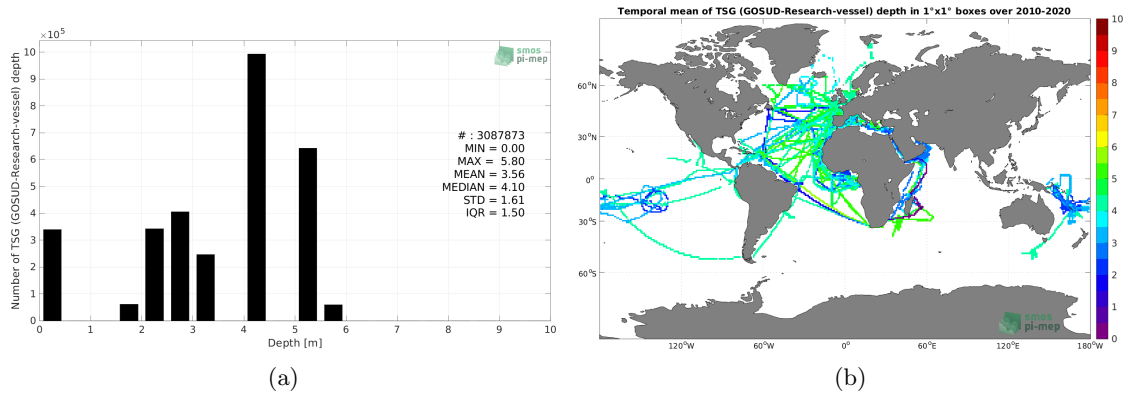 ×10⁵
10
9
8
7
6
5
4
3
2
1
0
Number of TSG (GOSUD-Research-vessel) depth
smos
pi-mep
# : 3087873
MIN = 0.00
MAX = 5.80
MEAN = 3.56
MEDIAN = 4.10
STD = 1.61
IQR = 1.50
0 1 2 3 4 5 6 7 8 9 10
Depth [m]
(a)
Temporal mean of TSG (GOSUD-Research-vessel) depth in 1°x1° boxes over 2010-2020
60°N
30°N
0°
30°S
60°S
120°W 60°W 0° 60°E 120°E 180°W
smos
pi-mep
10
9
8
7
6
5
4
3
2
1
0
(b)